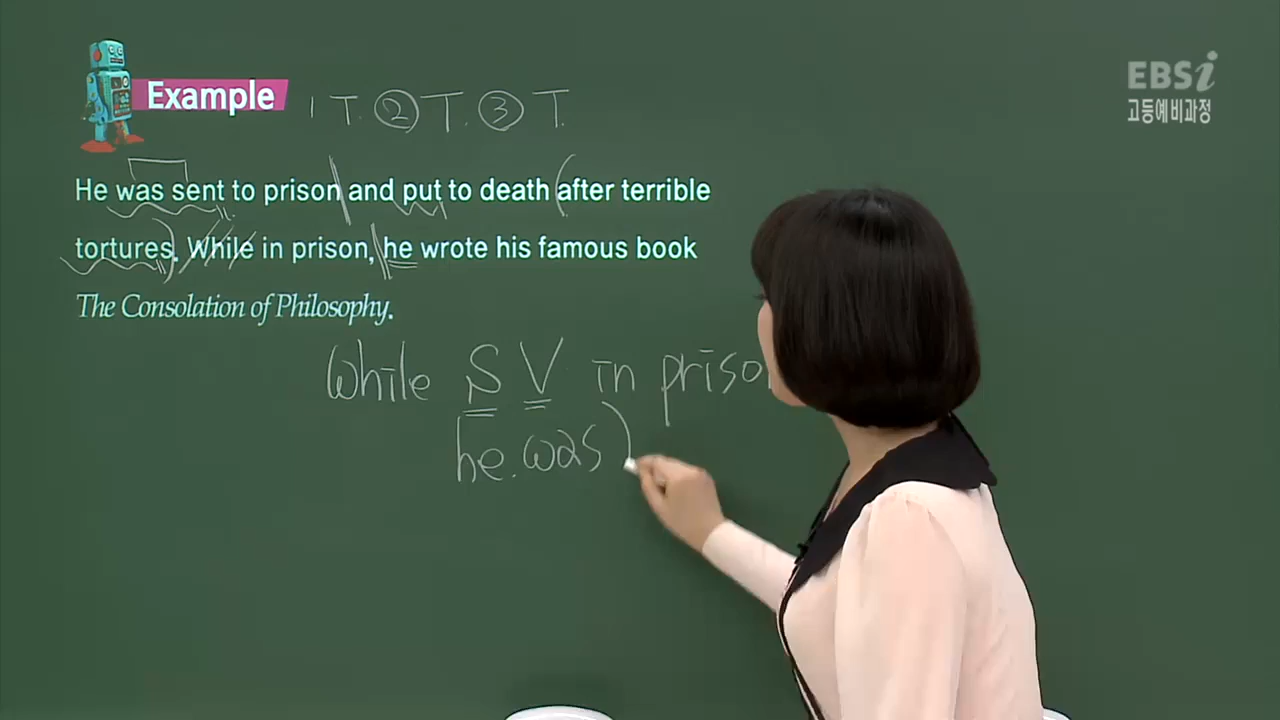 EBSi
고등예비과정
Example 1 T. ② T. ③ T.
He was sent to prison and put to death after terrible
tortures. While in prison, he wrote his famous book
The Consolation of Philosophy.
While S V in priso
he was)